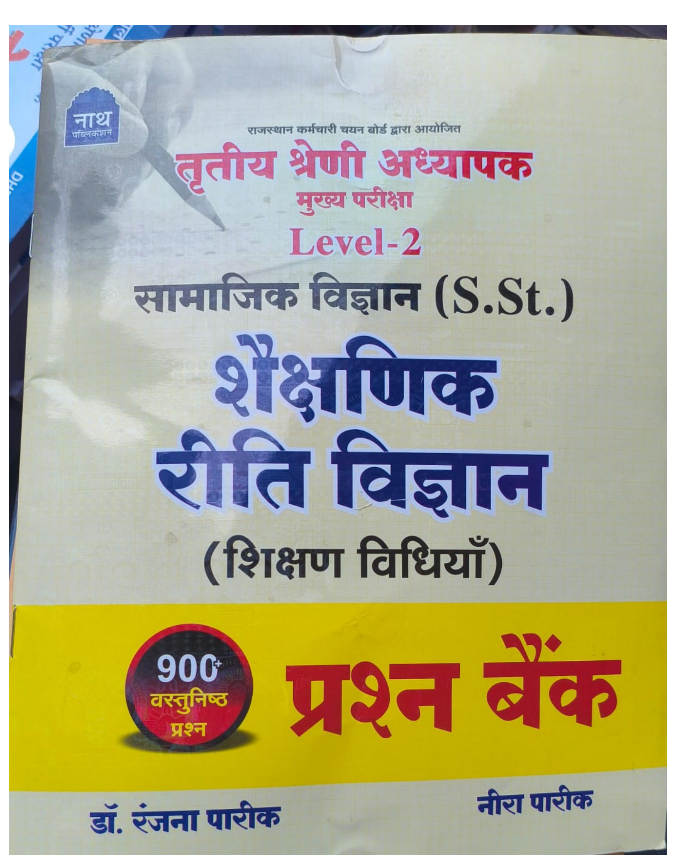 नाथ
पब्लिकेशन
राजस्थान कर्मचारी चयन बोर्ड द्वारा आयोजित
तृतीय श्रेणी अध्यापक
मुख्य परीक्षा
Level-2
सामाजिक विज्ञान (S.St.)
शैक्षणिक
रीति विज्ञान
(शिक्षण विधियाँ)
900+
वस्तुनिष्ठ
प्रश्न
प्रश्न बैंक
डॉ. रंजना पारीक
नीरा पारीक